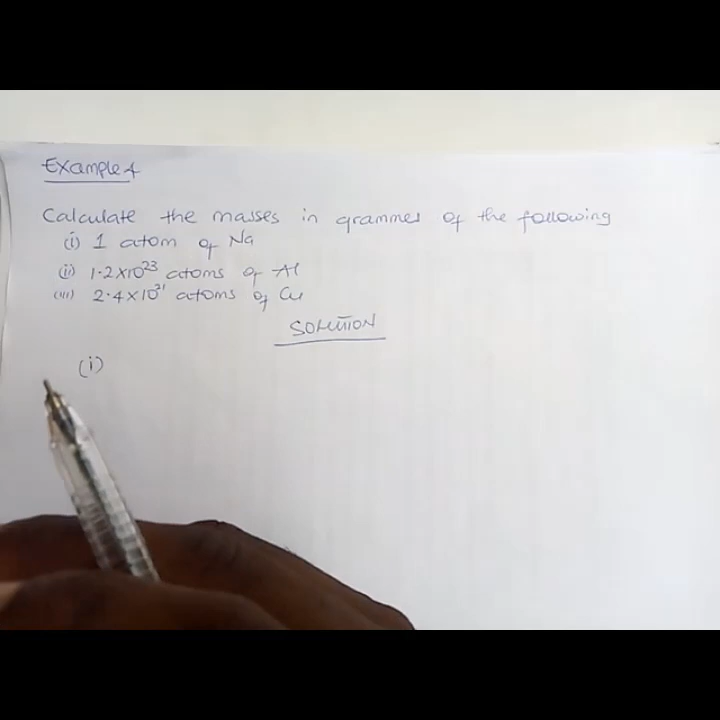 Example 4
Calculate the masses in grammes of the following
(i) 1 atom of Na
(ii) 1.2×10²³ atoms of Al
(iii) 2.4×10²¹ atoms of Cu
SOLUTION
(i)